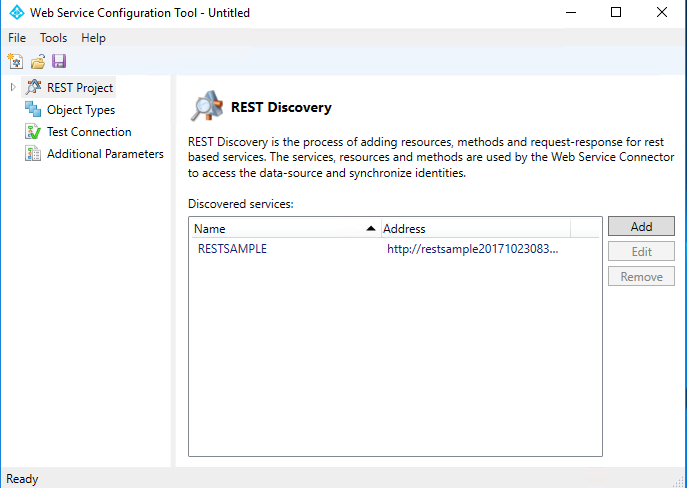 Web Service Configuration Tool - Untitled
File Tools Help
REST Project
Object Types
Test Connection
Additional Parameters
REST Discovery
REST Discovery is the process of adding resources, methods and request-response for rest
based services. The services, resources and methods are used by the Web Service Connector
to access the data-source and synchronize identities.
Discovered services:
Name Address
RESTSAMPLE http://restsample20171023083...
Add
Edit
Remove
Ready